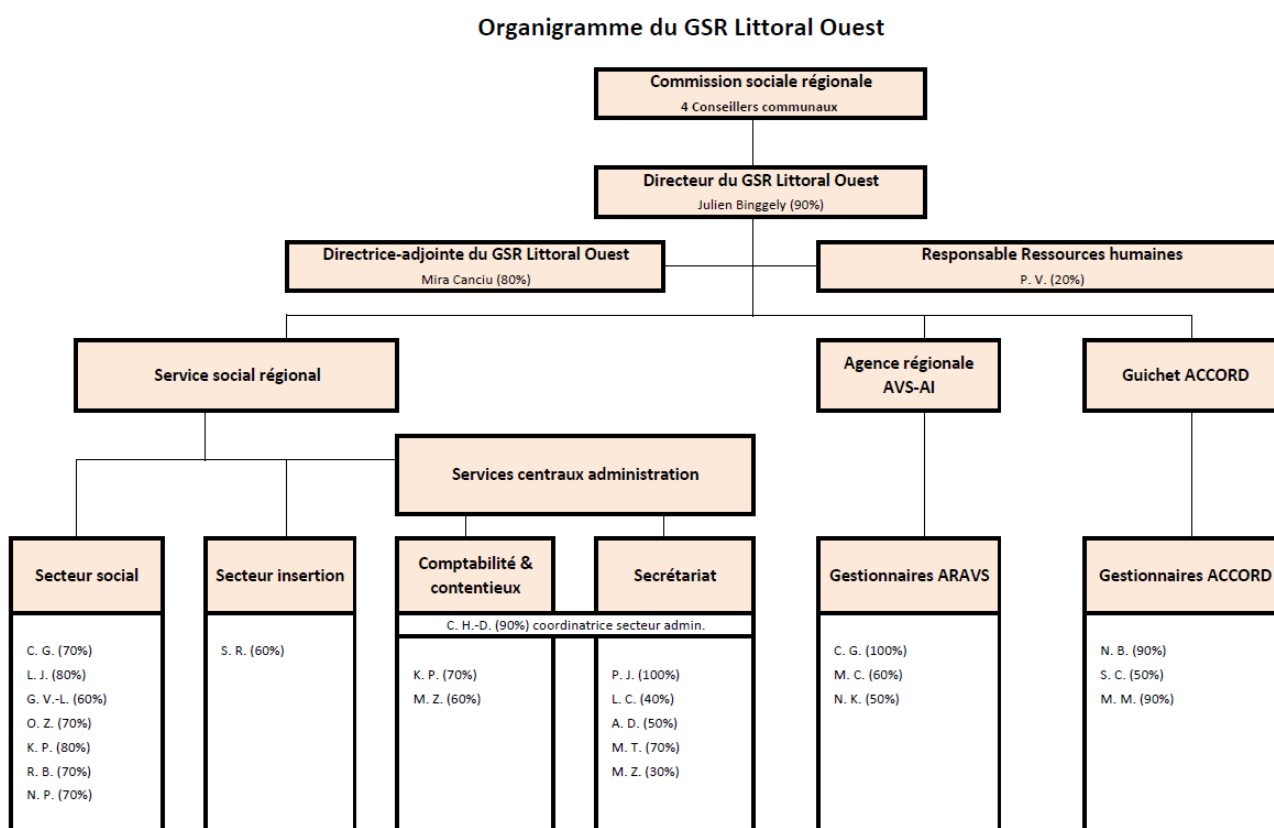 Organigramme du GSR Littoral Ouest
Commission sociale régionale
4 Conseillers communaux
Directeur du GSR Littoral Ouest
Julien Binggely (90%)
Directrice-adjointe du GSR Littoral Ouest
Mira Canciu (80%)
Responsable Ressources humaines
P. V. (20%)
Service social régional
Agence régionale
AVS-AI
Guichet ACCORD
Services centraux administration
Secteur social
Secteur insertion
Comptabilité &
contentieux
Secrétariat
Gestionnaires ARAVS
Gestionnaires ACCORD
C. H.-D. (90%) coordinatrice secteur admin.
C. G. (70%)
L. J. (80%)
G. V.-L. (60%)
O. Z. (70%)
K. P. (80%)
R. B. (70%)
N. P. (70%)
S. R. (60%)
K. P. (70%)
M. Z. (60%)
P. J. (100%)
L. C. (40%)
A. D. (50%)
M. T. (70%)
M. Z. (30%)
C. G. (100%)
M. C. (60%)
N. K. (50%)
N. B. (90%)
S. C. (50%)
M. M. (90%)